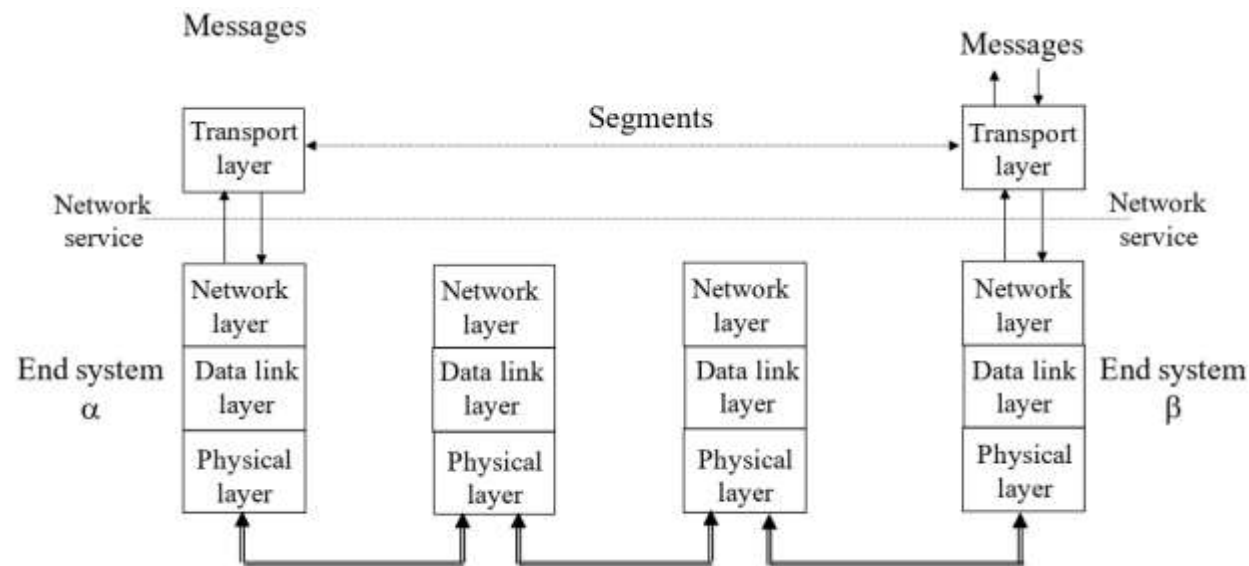 Messages
Messages
Segments
Transport
layer
Transport
layer
Network
service
Network
service
Network
layer
Network
layer
Network
layer
Network
layer
End system
α
Data link
layer
Data link
layer
Data link
layer
Data link
layer
End system
β
Physical
layer
Physical
layer
Physical
layer
Physical
layer